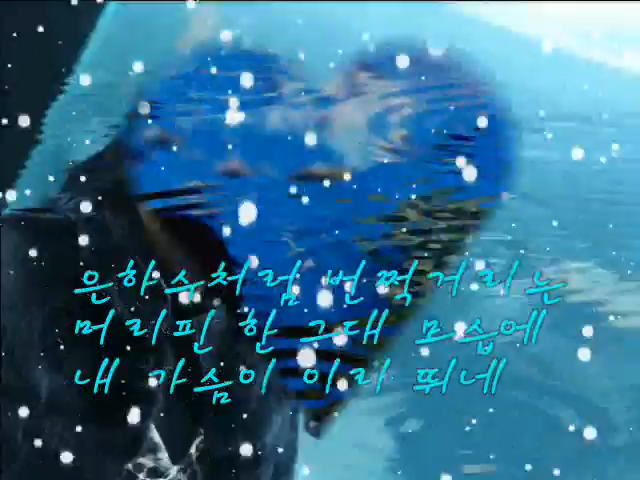 은하수처럼 번쩍거리는
머리핀 한 그대 모습에
내 가슴이 이리 뛰네